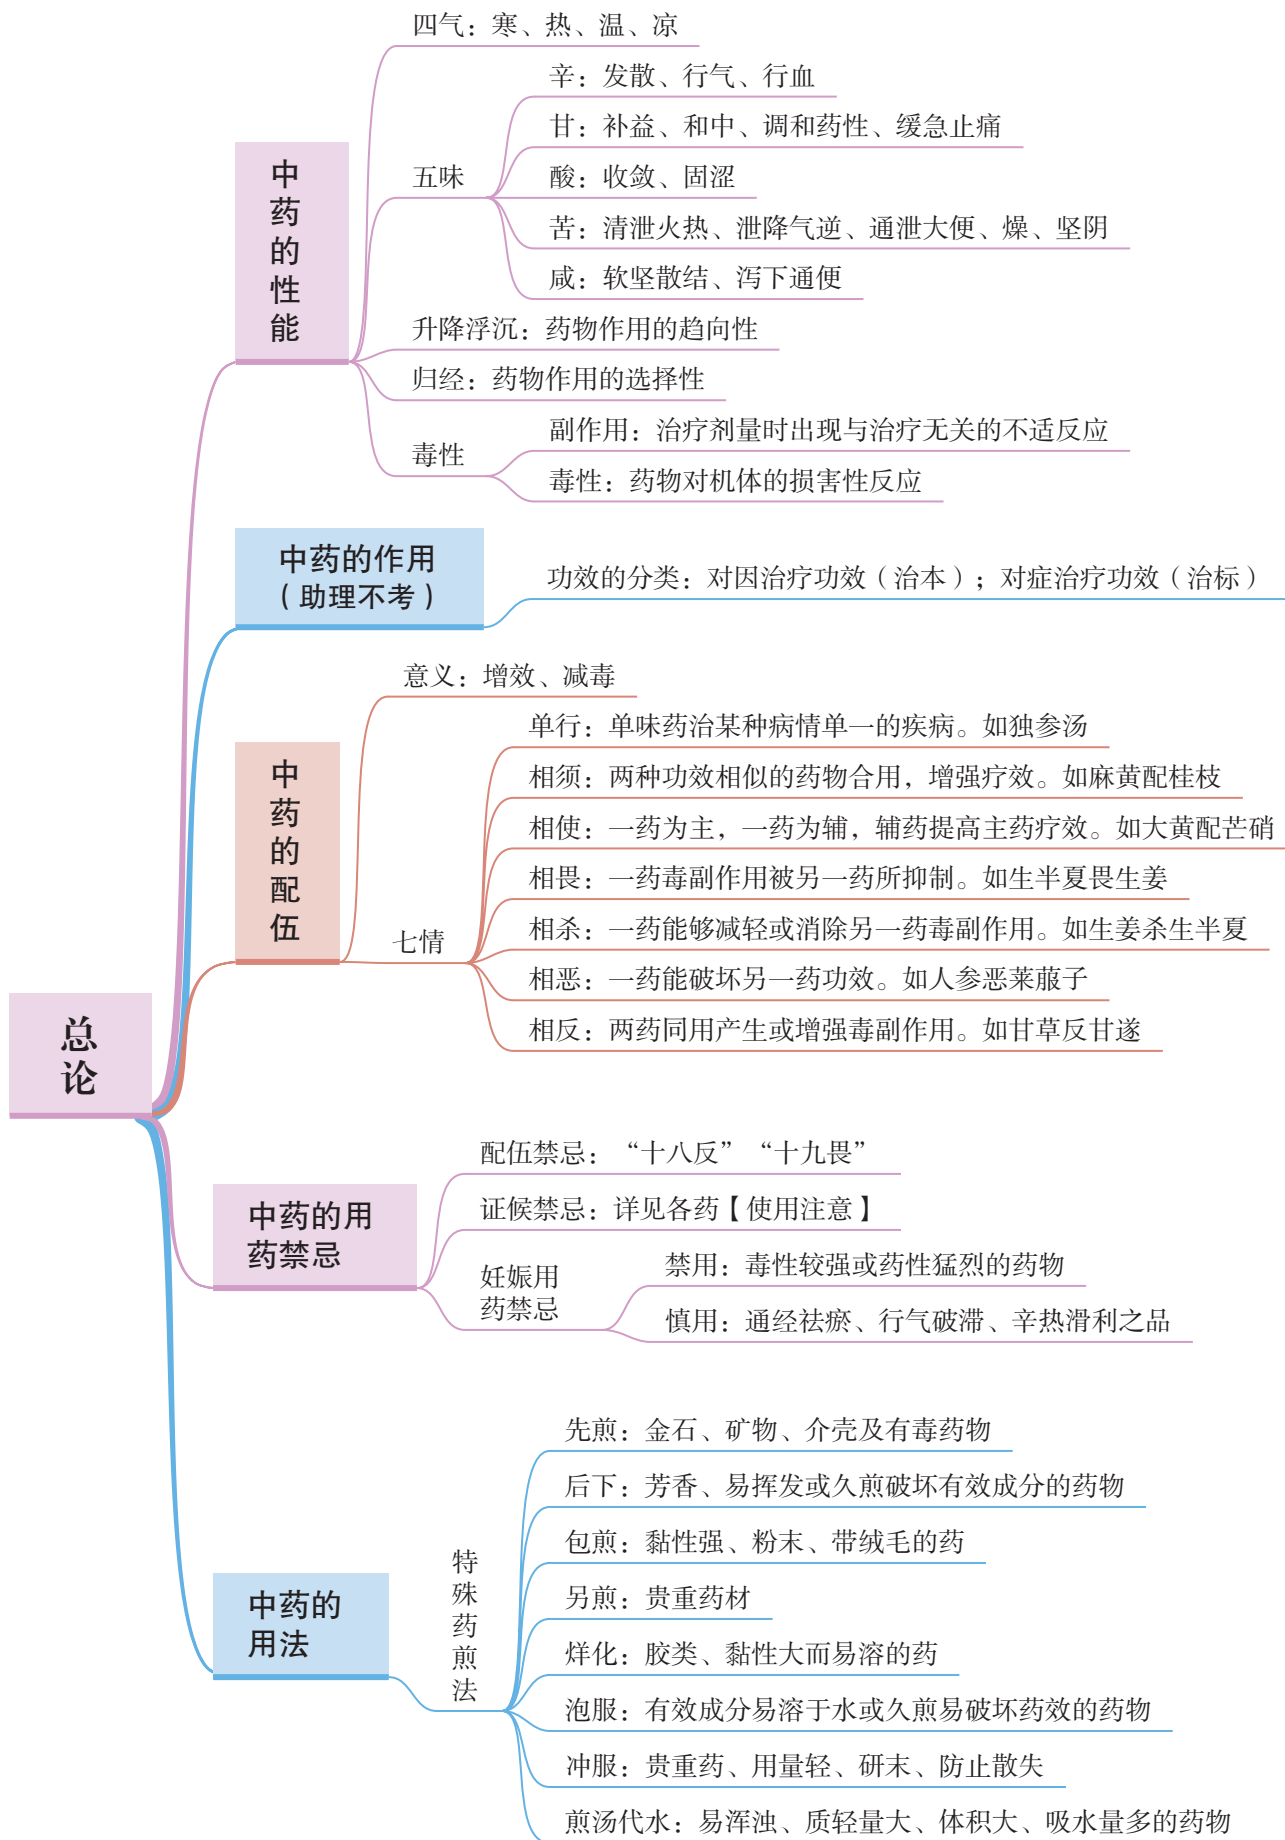 总论
中药的性能
四气：寒、热、温、凉
五味
辛：发散、行气、行血
甘：补益、和中、调和药性、缓急止痛
酸：收敛、固涩
苦：清泄火热、泄降气逆、通泄大便、燥、坚阴
咸：软坚散结、泻下通便
升降浮沉：药物作用的趋向性
归经：药物作用的选择性
毒性
副作用：治疗剂量时出现与治疗无关的不适反应
毒性：药物对机体的损害性反应
中药的作用
（助理不考）
功效的分类：对因治疗功效（治本）；对症治疗功效（治标）
中药的配伍
意义：增效、减毒
七情
单行：单味药治某种病情单一的疾病。如独参汤
相须：两种功效相似的药物合用，增强疗效。如麻黄配桂枝
相使：一药为主，一药为辅，辅药提高主药疗效。如大黄配芒硝
相畏：一药毒副作用被另一药所抑制。如生半夏畏生姜
相杀：一药能够减轻或消除另一药毒副作用。如生姜杀生半夏
相恶：一药能破坏另一药功效。如人参恶莱菔子
相反：两药同用产生或增强毒副作用。如甘草反甘遂
中药的用
药禁忌
配伍禁忌：“十八反”“十九畏”
证候禁忌：详见各药【使用注意】
妊娠用
药禁忌
禁用：毒性较强或药性猛烈的药物
慎用：通经祛瘀、行气破滞、辛热滑利之品
中药的
用法
特殊药煎法
先煎：金石、矿物、介壳及有毒药物
后下：芳香、易挥发或久煎破坏有效成分的药物
包煎：黏性强、粉末、带绒毛的药
另煎：贵重药材
烊化：胶类、黏性大而易溶的药
泡服：有效成分易溶于水或久煎易破坏药效的药物
冲服：贵重药、用量轻、研末、防止散失
煎汤代水：易浑浊、质轻量大、体积大、吸水量多的药物